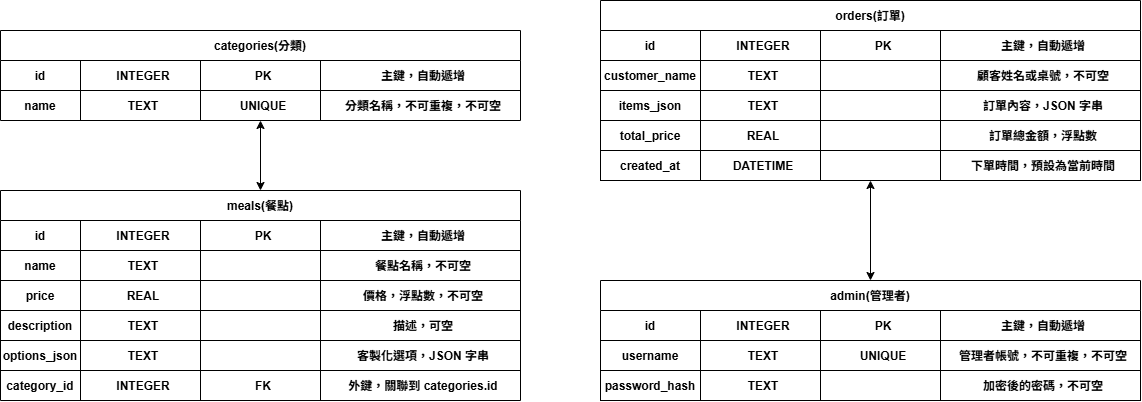 categories(分類)
id INTEGER PK 主鍵，自動遞增
name TEXT UNIQUE 分類名稱，不可重複，不可空
meals(餐點)
id INTEGER PK 主鍵，自動遞增
name TEXT 餐點名稱，不可空
price REAL 價格，浮點數，不可空
description TEXT 描述，可空
options_json TEXT 客製化選項，JSON 字串
category_id INTEGER FK 外鍵，關聯到 categories.id
orders(訂單)
id INTEGER PK 主鍵，自動遞增
customer_name TEXT 顧客姓名或桌號，不可空
items_json TEXT 訂單內容，JSON 字串
total_price REAL 訂單總金額，浮點數
created_at DATETIME 下單時間，預設為當前時間
admin(管理者)
id INTEGER PK 主鍵，自動遞增
username TEXT UNIQUE 管理者帳號，不可重複，不可空
password_hash TEXT 加密後的密碼，不可空